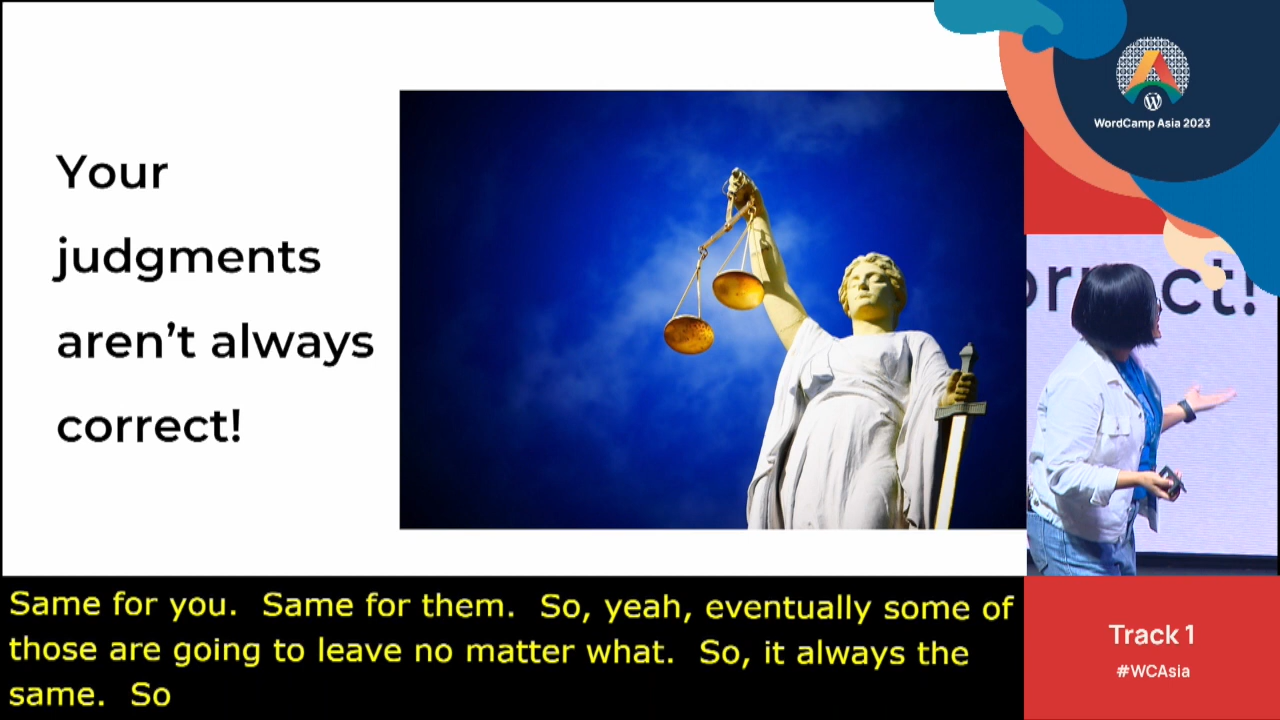 Your
judgments
aren’t always
correct!
WordCamp Asia 2023
orrect!
Same for you.  Same for them.  So, yeah, eventually some of
those are going to leave no matter what.  So, it always the
same.  So
Track 1
#WCAsia